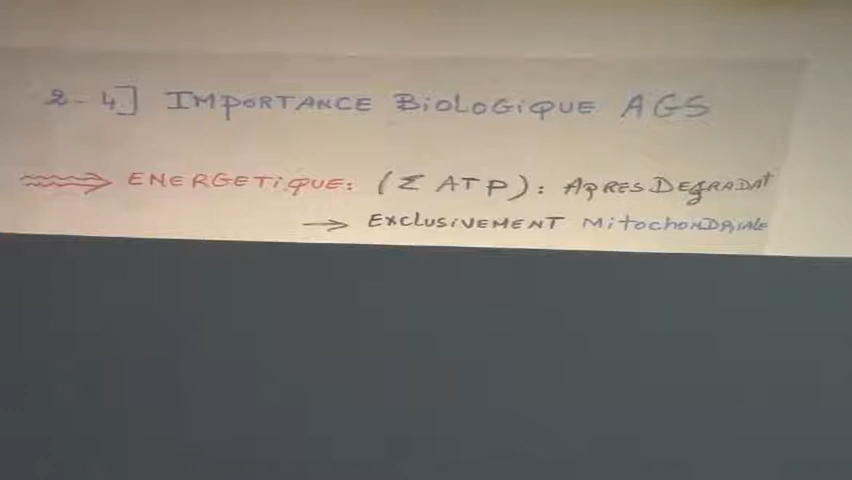 2-4] IMPORTANCE BIOLOGIQUE AGS
ENERGETIQUE: (Σ ATP): APRES DEGRADAT
→ EXCLUSIVEMENT MITOCHONDRIALE